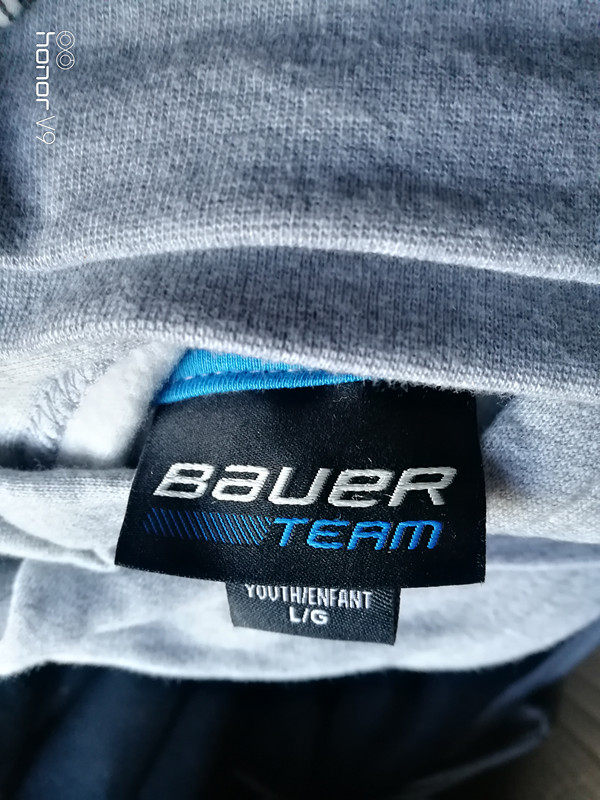 honor V9
BaueR
TEAM
YOUTH/ENFANT
L/G